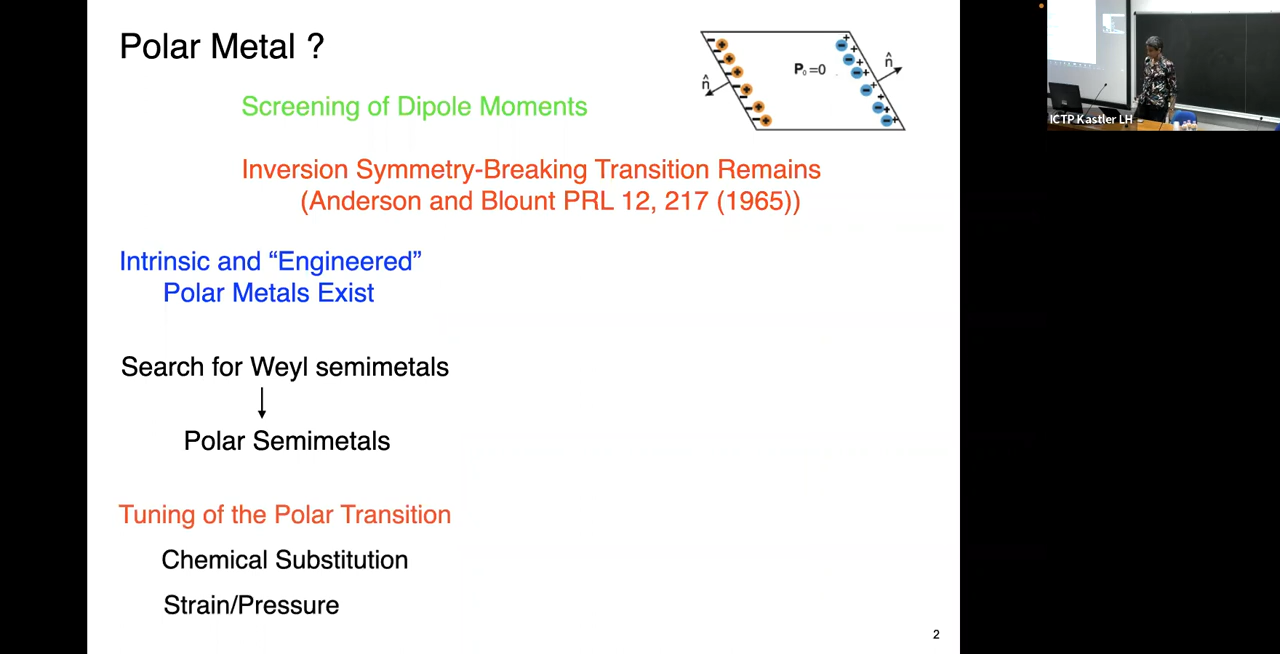 Polar Metal ?
P₀=0
n̂
n̂
Screening of Dipole Moments
Inversion Symmetry-Breaking Transition Remains
(Anderson and Blount PRL 12, 217 (1965))
Intrinsic and “Engineered”
Polar Metals Exist
Search for Weyl semimetals
Polar Semimetals
Tuning of the Polar Transition
Chemical Substitution
Strain/Pressure
2
ICTP Kastler LH